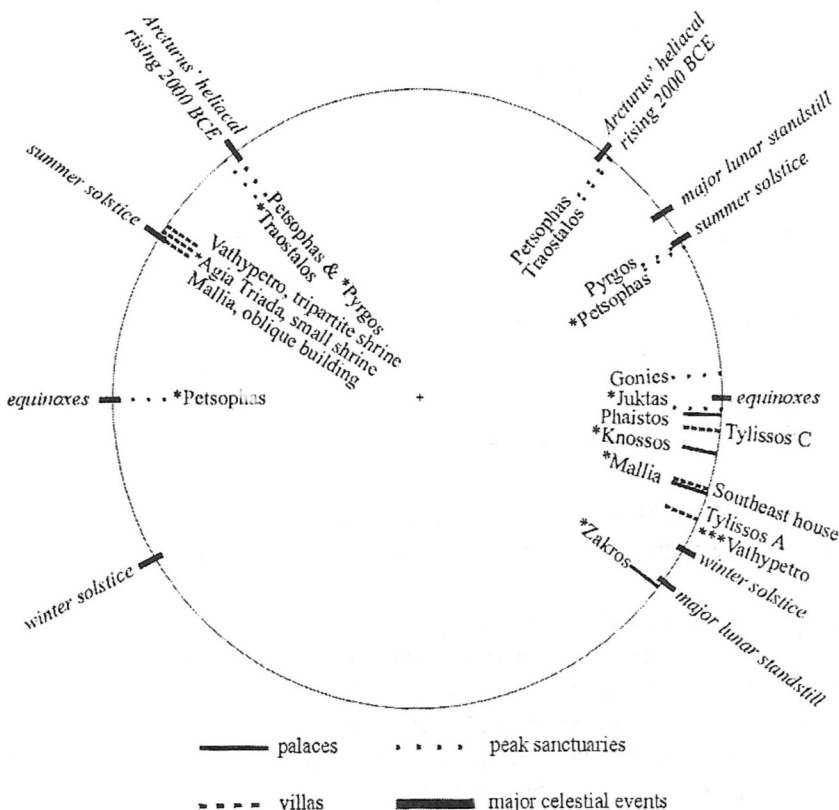 Arcturus' heliacal
rising 2000 BCE
summer solstice
Petsophas & *Pyrgos
*Traostalos
Vathypetro, tripartite shrine
*Agia Triada, small shrine
Mallia, oblique building
equinoxes
*Petsophas
winter solstice
+
Arcturus' heliacal
rising 2000 BCE
major lunar standstill
summer solstice
Petsophas
Traostalos
Pyrgos
*Petsophas
Gonies
*Juktas
equinoxes
Phaistos
Tylissos C
*Knossos
*Mallia
Southeast house
Tylissos A
***Vathypetro
*Zakros
winter solstice
major lunar standstill
palaces
peak sanctuaries
villas
major celestial events